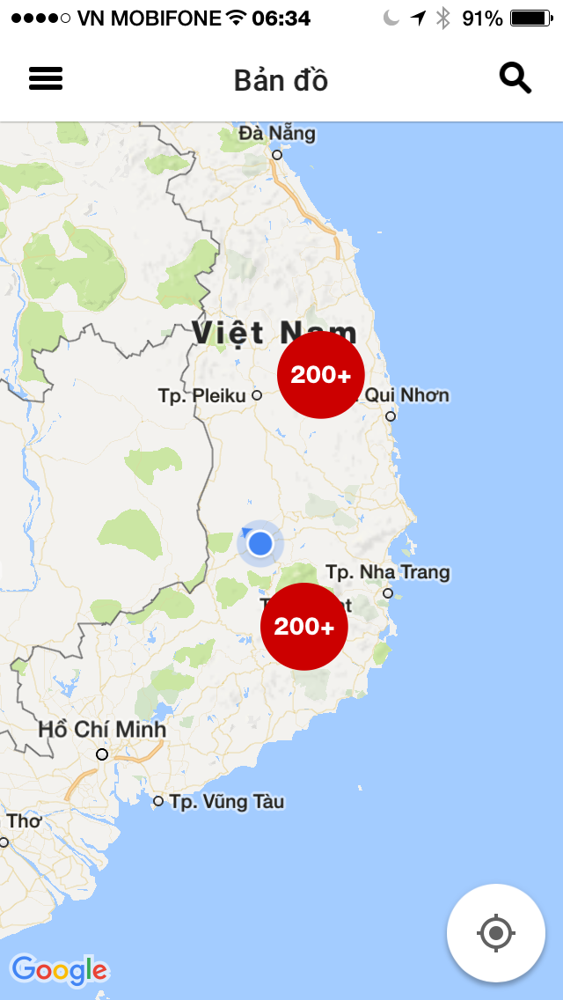 VN MOBIFONE 06:34 91%
Bản đồ
Đà Nẵng
Việt Nam
200+
Tp. Pleiku
Qui Nhơn
Tp. Nha Trang
200+
Hồ Chí Minh
Tp. Vũng Tàu
Thơ
Google